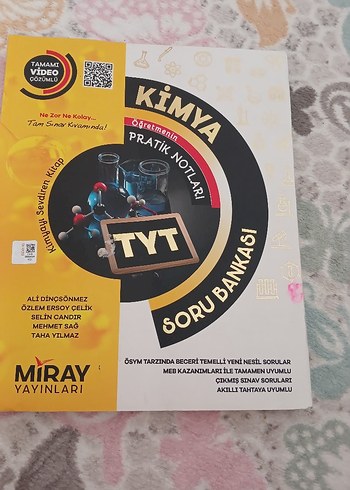 TAMAMI
VİDEO
ÇÖZÜMLÜ
KİMYA
Öğretmenin
PRATİK NOTLARI
Ne Zor Ne Kolay...
Tam Sınav Kıvamında!
Kimyayı Sevdiren Kitap
TYT
SORU BANKASI
ALİ DİNÇSÖNMEZ
ÖZLEM ERSOY ÇELİK
SELİN CANDIR
MEHMET SAĞ
TAHA YILMAZ
MİRAY
YAYINLARI
ÖSYM TARZINDA BECERİ TEMELLİ YENİ NESİL SORULAR
MEB KAZANIMLARI İLE TAMAMEN UYUMLU
ÇIKMIŞ SINAV SORULARI
AKILLI TAHTAYA UYUMLU